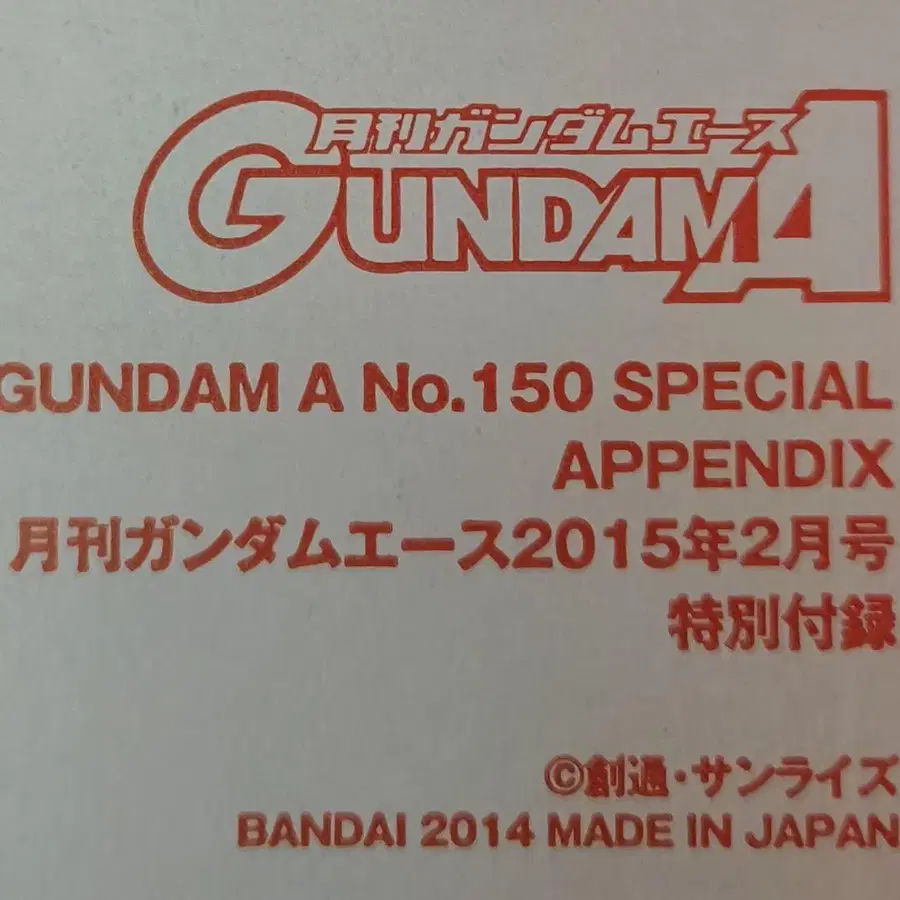 月刊ガンダムエース
GUNDAM A
GUNDAM A No.150 SPECIAL
APPENDIX
月刊ガンダムエース2015年2月号
特別付録
©創通・サンライズ
BANDAI 2014 MADE IN JAPAN